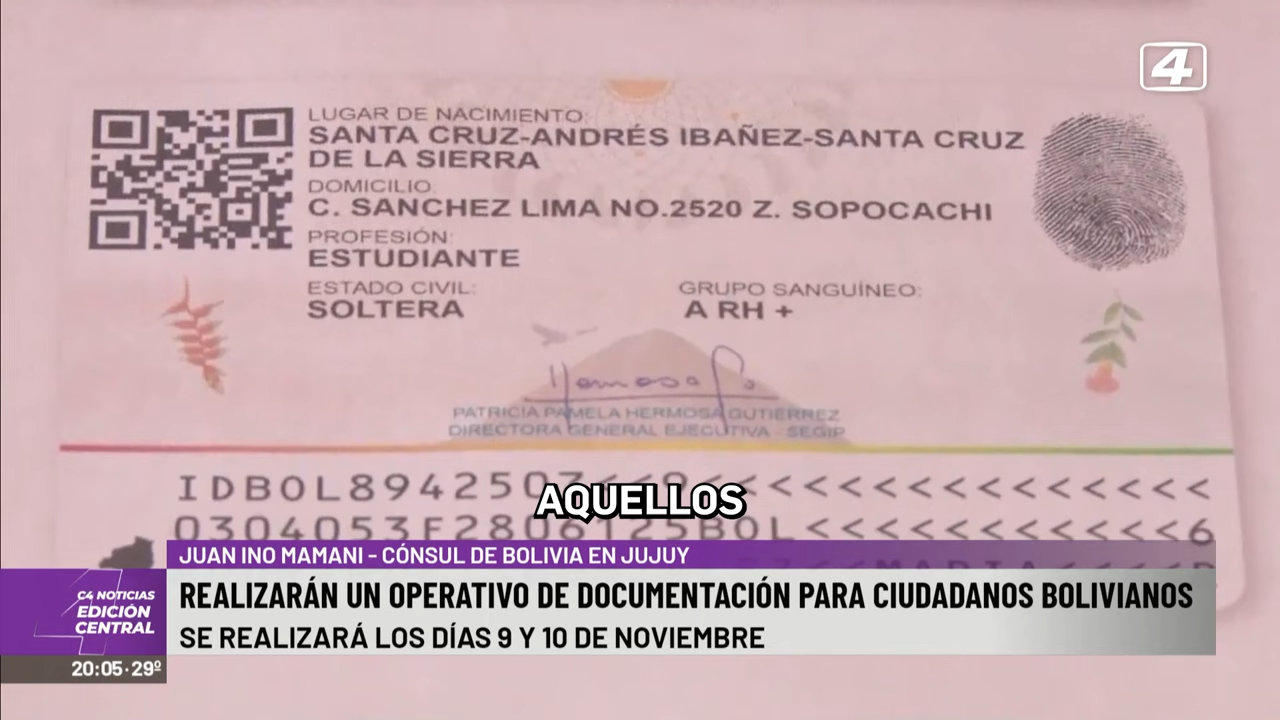 4
LUGAR DE NACIMIENTO:
SANTA CRUZ-ANDRÉS IBAÑEZ-SANTA CRUZ
DE LA SIERRA
DOMICILIO:
C. SANCHEZ LIMA NO.2520 Z. SOPOCACHI
PROFESIÓN:
ESTUDIANTE
ESTADO CIVIL:
SOLTERA
GRUPO SANGUÍNEO:
A RH +
PATRICIA PAMELA HERMOSA GUTIERREZ
DIRECTORA GENERAL EJECUTIVA - SEGIP
AQUELLOS
JUAN INO MAMANI - CÓNSUL DE BOLIVIA EN JUJUY
C4 NOTICIAS
EDICIÓN
CENTRAL
REALIZARÁN UN OPERATIVO DE DOCUMENTACIÓN PARA CIUDADANOS BOLIVIANOS
SE REALIZARÁ LOS DÍAS 9 Y 10 DE NOVIEMBRE
20:05·29º